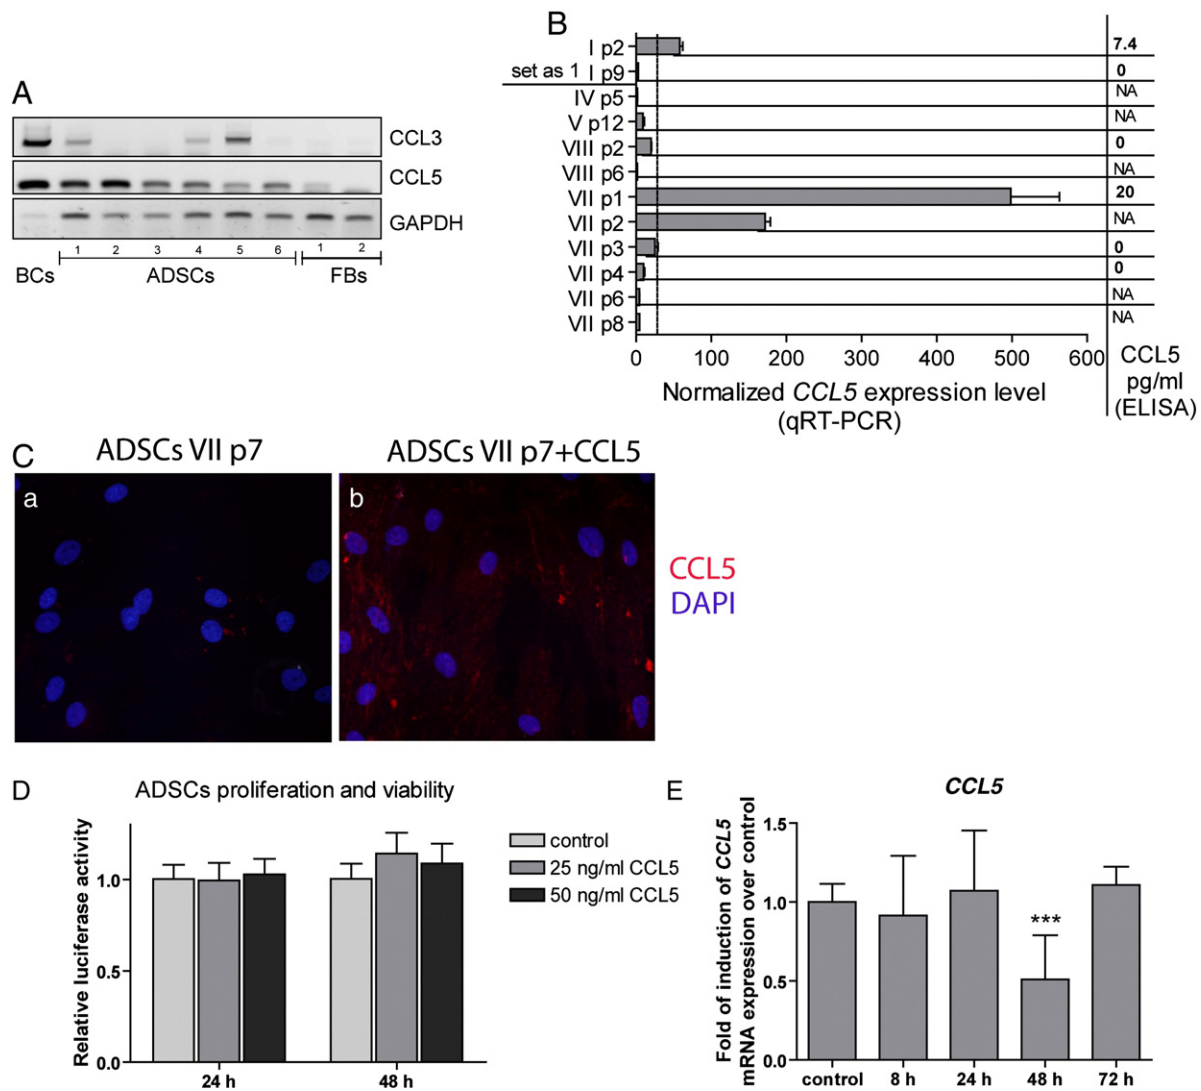 A
CCL3
CCL5
GAPDH
1 2 3 4 5 6 1 2
BCs ADSCs FBs
B
I p2 7.4
set as 1 I p9 0
IV p5 NA
V p12 NA
VIII p2 0
VIII p6 NA
VII p1 20
VII p2 NA
VII p3 0
VII p4 0
VII p6 NA
VII p8 NA
0 100 200 300 400 500 600
Normalized CCL5 expression level
(qRT-PCR)
CCL5
pg/ml
(ELISA)
C
ADSCs VII p7 ADSCs VII p7+CCL5
a b
CCL5
DAPI
D
ADSCs proliferation and viability
Relative luciferase activity
1.0
0.5
0.0
24 h 48 h
control
25 ng/ml CCL5
50 ng/ml CCL5
E
CCL5
Fold of induction of CCL5
mRNA expression over control
1.5
1.0
0.5
0.0
***
control 8 h 24 h 48 h 72 h